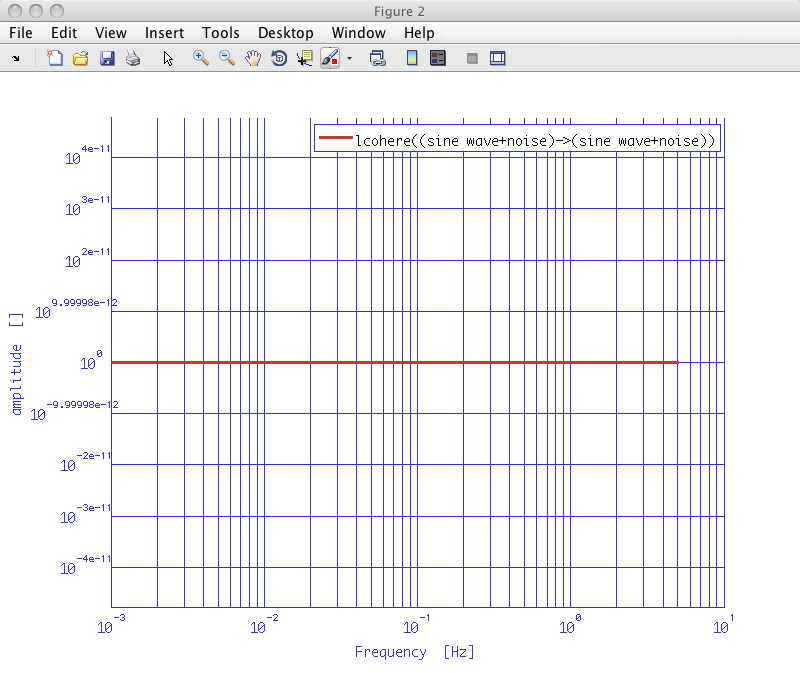 Figure 2
File Edit View Insert Tools Desktop Window Help
lcohere((sine wave+noise)->(sine wave+noise))
10^4e-11
10^3e-11
10^2e-11
10^9.99998e-12
10^0
10^-9.99998e-12
10^-2e-11
10^-3e-11
10^-4e-11
amplitude []
10^-3 10^-2 10^-1 10^0 10^1
Frequency [Hz]